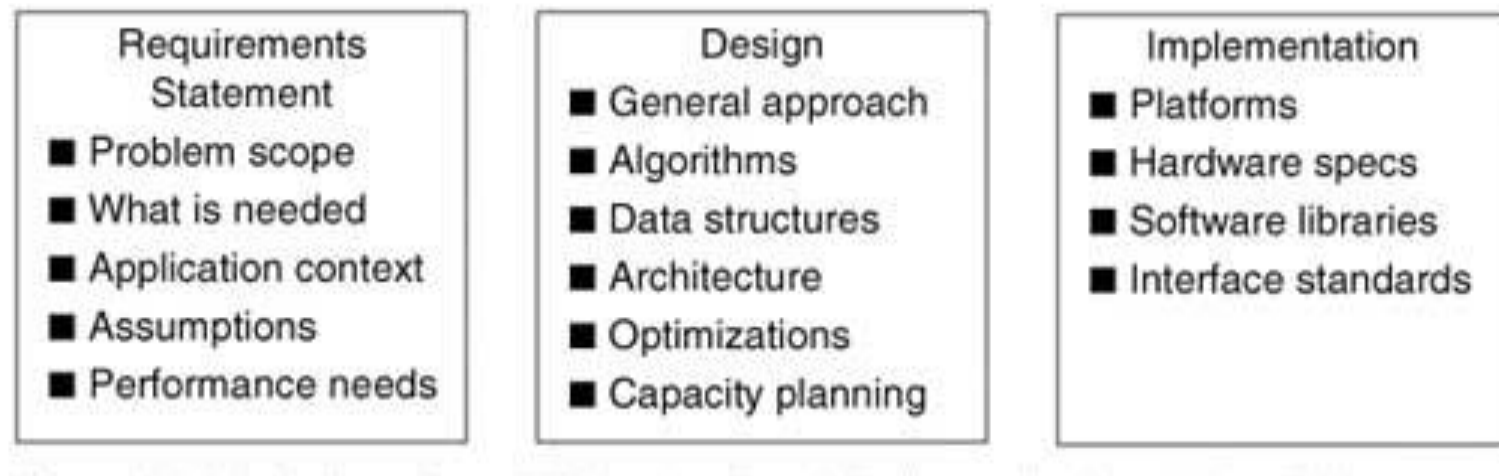 Requirements
Statement
■ Problem scope
■ What is needed
■ Application context
■ Assumptions
■ Performance needs
Design
■ General approach
■ Algorithms
■ Data structures
■ Architecture
■ Optimizations
■ Capacity planning
Implementation
■ Platforms
■ Hardware specs
■ Software libraries
■ Interface standards